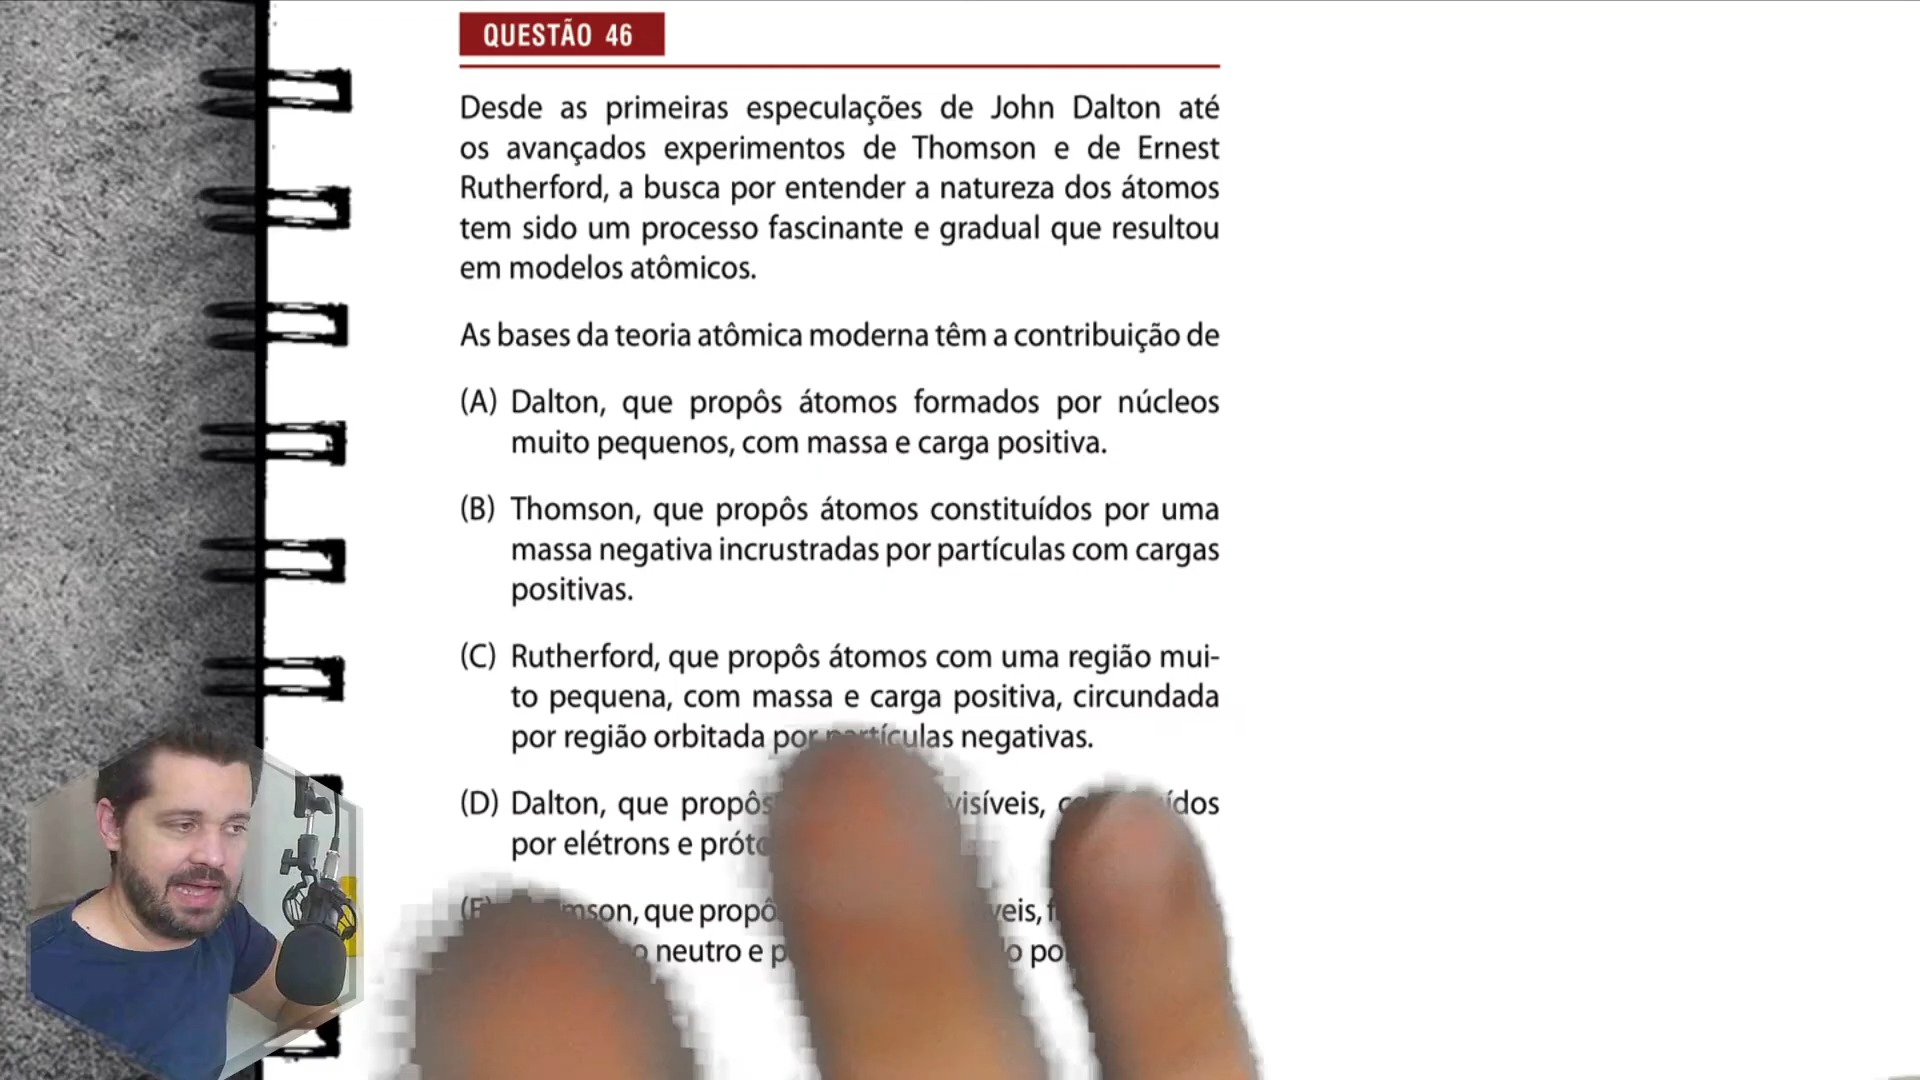 QUESTÃO 46
Desde as primeiras especulações de John Dalton até
os avançados experimentos de Thomson e de Ernest
Rutherford, a busca por entender a natureza dos átomos
tem sido um processo fascinante e gradual que resultou
em modelos atômicos.
As bases da teoria atômica moderna têm a contribuição de
(A) Dalton, que propôs átomos formados por núcleos
muito pequenos, com massa e carga positiva.
(B) Thomson, que propôs átomos constituídos por uma
massa negativa incrustradas por partículas com cargas
positivas.
(C) Rutherford, que propôs átomos com uma região mui-
to pequena, com massa e carga positiva, circundada
por região orbitada por partículas negativas.
(D) Dalton, que propôs
por elétrons e
que
neutro e